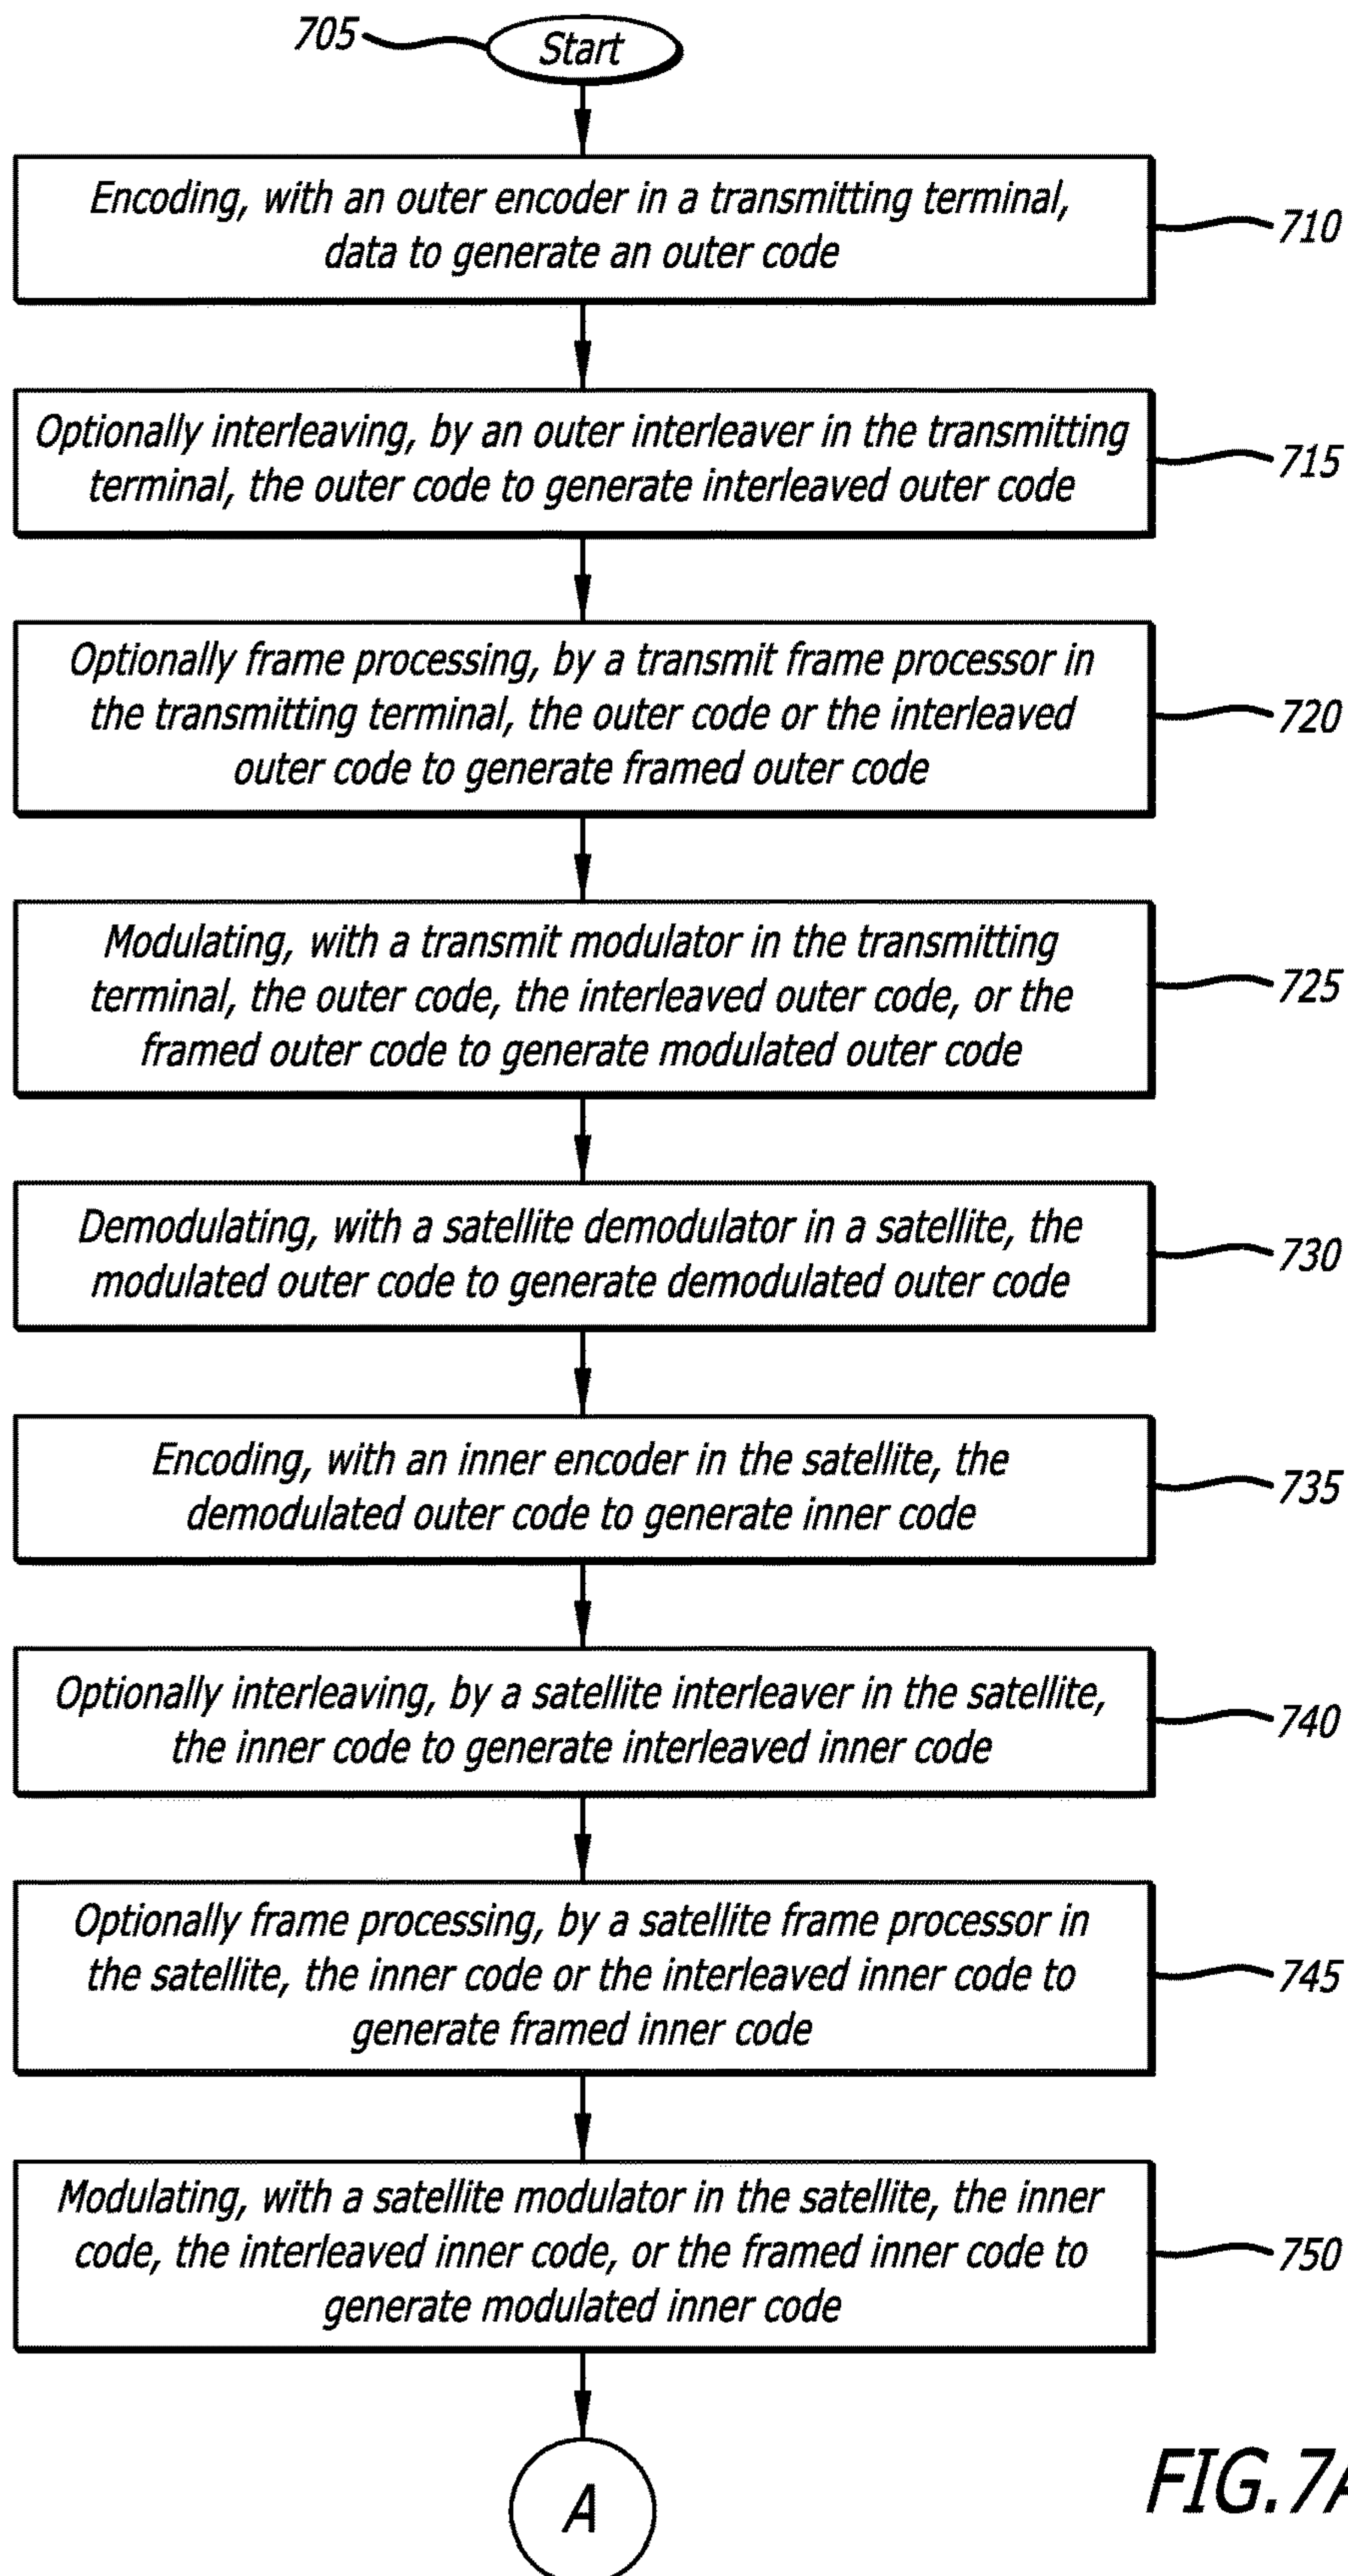 705
Start
Encoding, with an outer encoder in a transmitting terminal,
data to generate an outer code
710
Optionally interleaving, by an outer interleaver in the transmitting
terminal, the outer code to generate interleaved outer code
715
Optionally frame processing, by a transmit frame processor in
the transmitting terminal, the outer code or the interleaved
outer code to generate framed outer code
720
Modulating, with a transmit modulator in the transmitting
terminal, the outer code, the interleaved outer code, or the
framed outer code to generate modulated outer code
725
Demodulating, with a satellite demodulator in a satellite, the
modulated outer code to generate demodulated outer code
730
Encoding, with an inner encoder in the satellite, the
demodulated outer code to generate inner code
735
Optionally interleaving, by a satellite interleaver in the satellite,
the inner code to generate interleaved inner code
740
Optionally frame processing, by a satellite frame processor in
the satellite, the inner code or the interleaved inner code to
generate framed inner code
745
Modulating, with a satellite modulator in the satellite, the inner
code, the interleaved inner code, or the framed inner code to
generate modulated inner code
750
A
FIG.7A